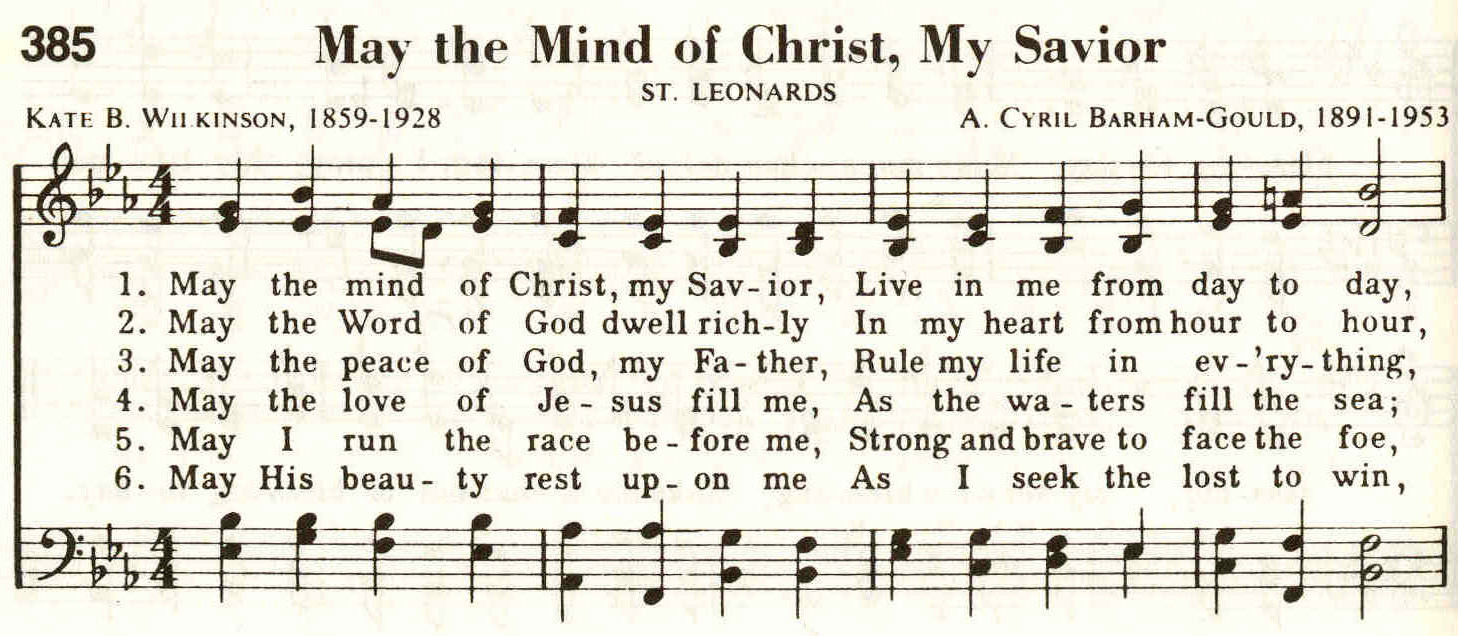 385
May the Mind of Christ, My Savior
ST. LEONARDS
KATE B. WILKINSON, 1859-1928
A. CYRIL BARHAM-GOULD, 1891-1953
4
4
1. May the mind of Christ, my Sav-ior, Live in me from day to day,
2. May the Word of God dwell rich-ly In my heart from hour to hour,
3. May the peace of God, my Fa-ther, Rule my life in ev-'ry-thing,
4. May the love of Je-sus fill me, As the wa-ters fill the sea;
5. May I run the race be-fore me, Strong and brave to face the foe,
6. May His beau-ty rest up-on me As I seek the lost to win,
4
4